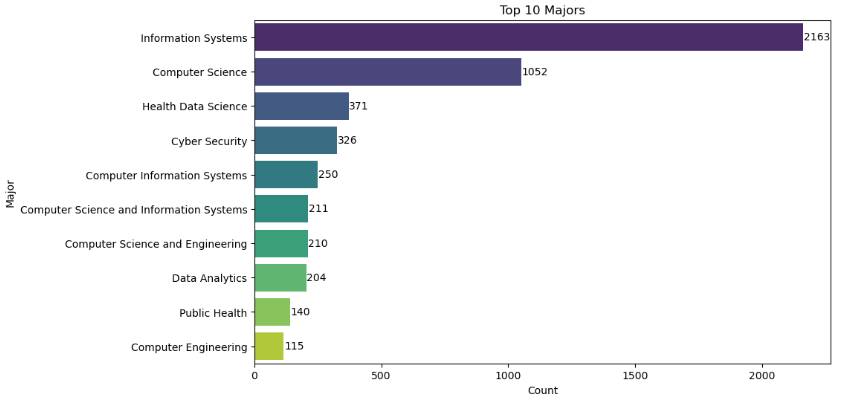 Top 10 Majors
Information Systems 2163
Computer Science 1052
Health Data Science 371
Cyber Security 326
Computer Information Systems 250
Computer Science and Information Systems 211
Computer Science and Engineering 210
Data Analytics 204
Public Health 140
Computer Engineering 115
Major
0 500 1000 1500 2000
Count